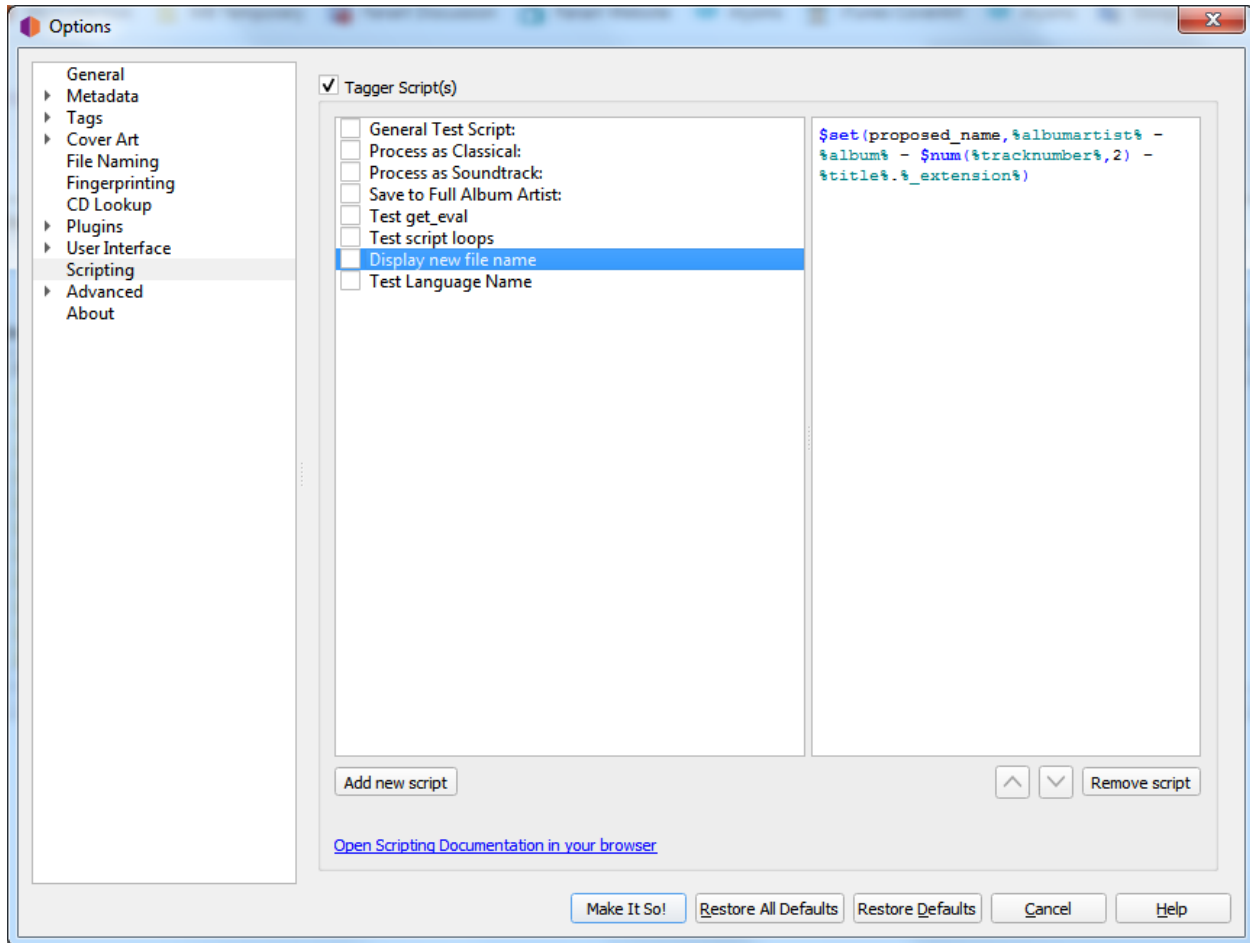 Options
General
Metadata
Tags
Cover Art
File Naming
Fingerprinting
CD Lookup
Plugins
User Interface
Scripting
Advanced
About
Tagger Script(s)
General Test Script:
Process as Classical:
Process as Soundtrack:
Save to Full Album Artist:
Test get_eval
Test script loops
Display new file name
Test Language Name
$set(proposed_name,%albumartist% -
%album% - $num(%tracknumber%,2) -
%title%.%_extension%)
Add new script
Remove script
Open Scripting Documentation in your browser
Make It So!
Restore All Defaults
Restore Defaults
Cancel
Help